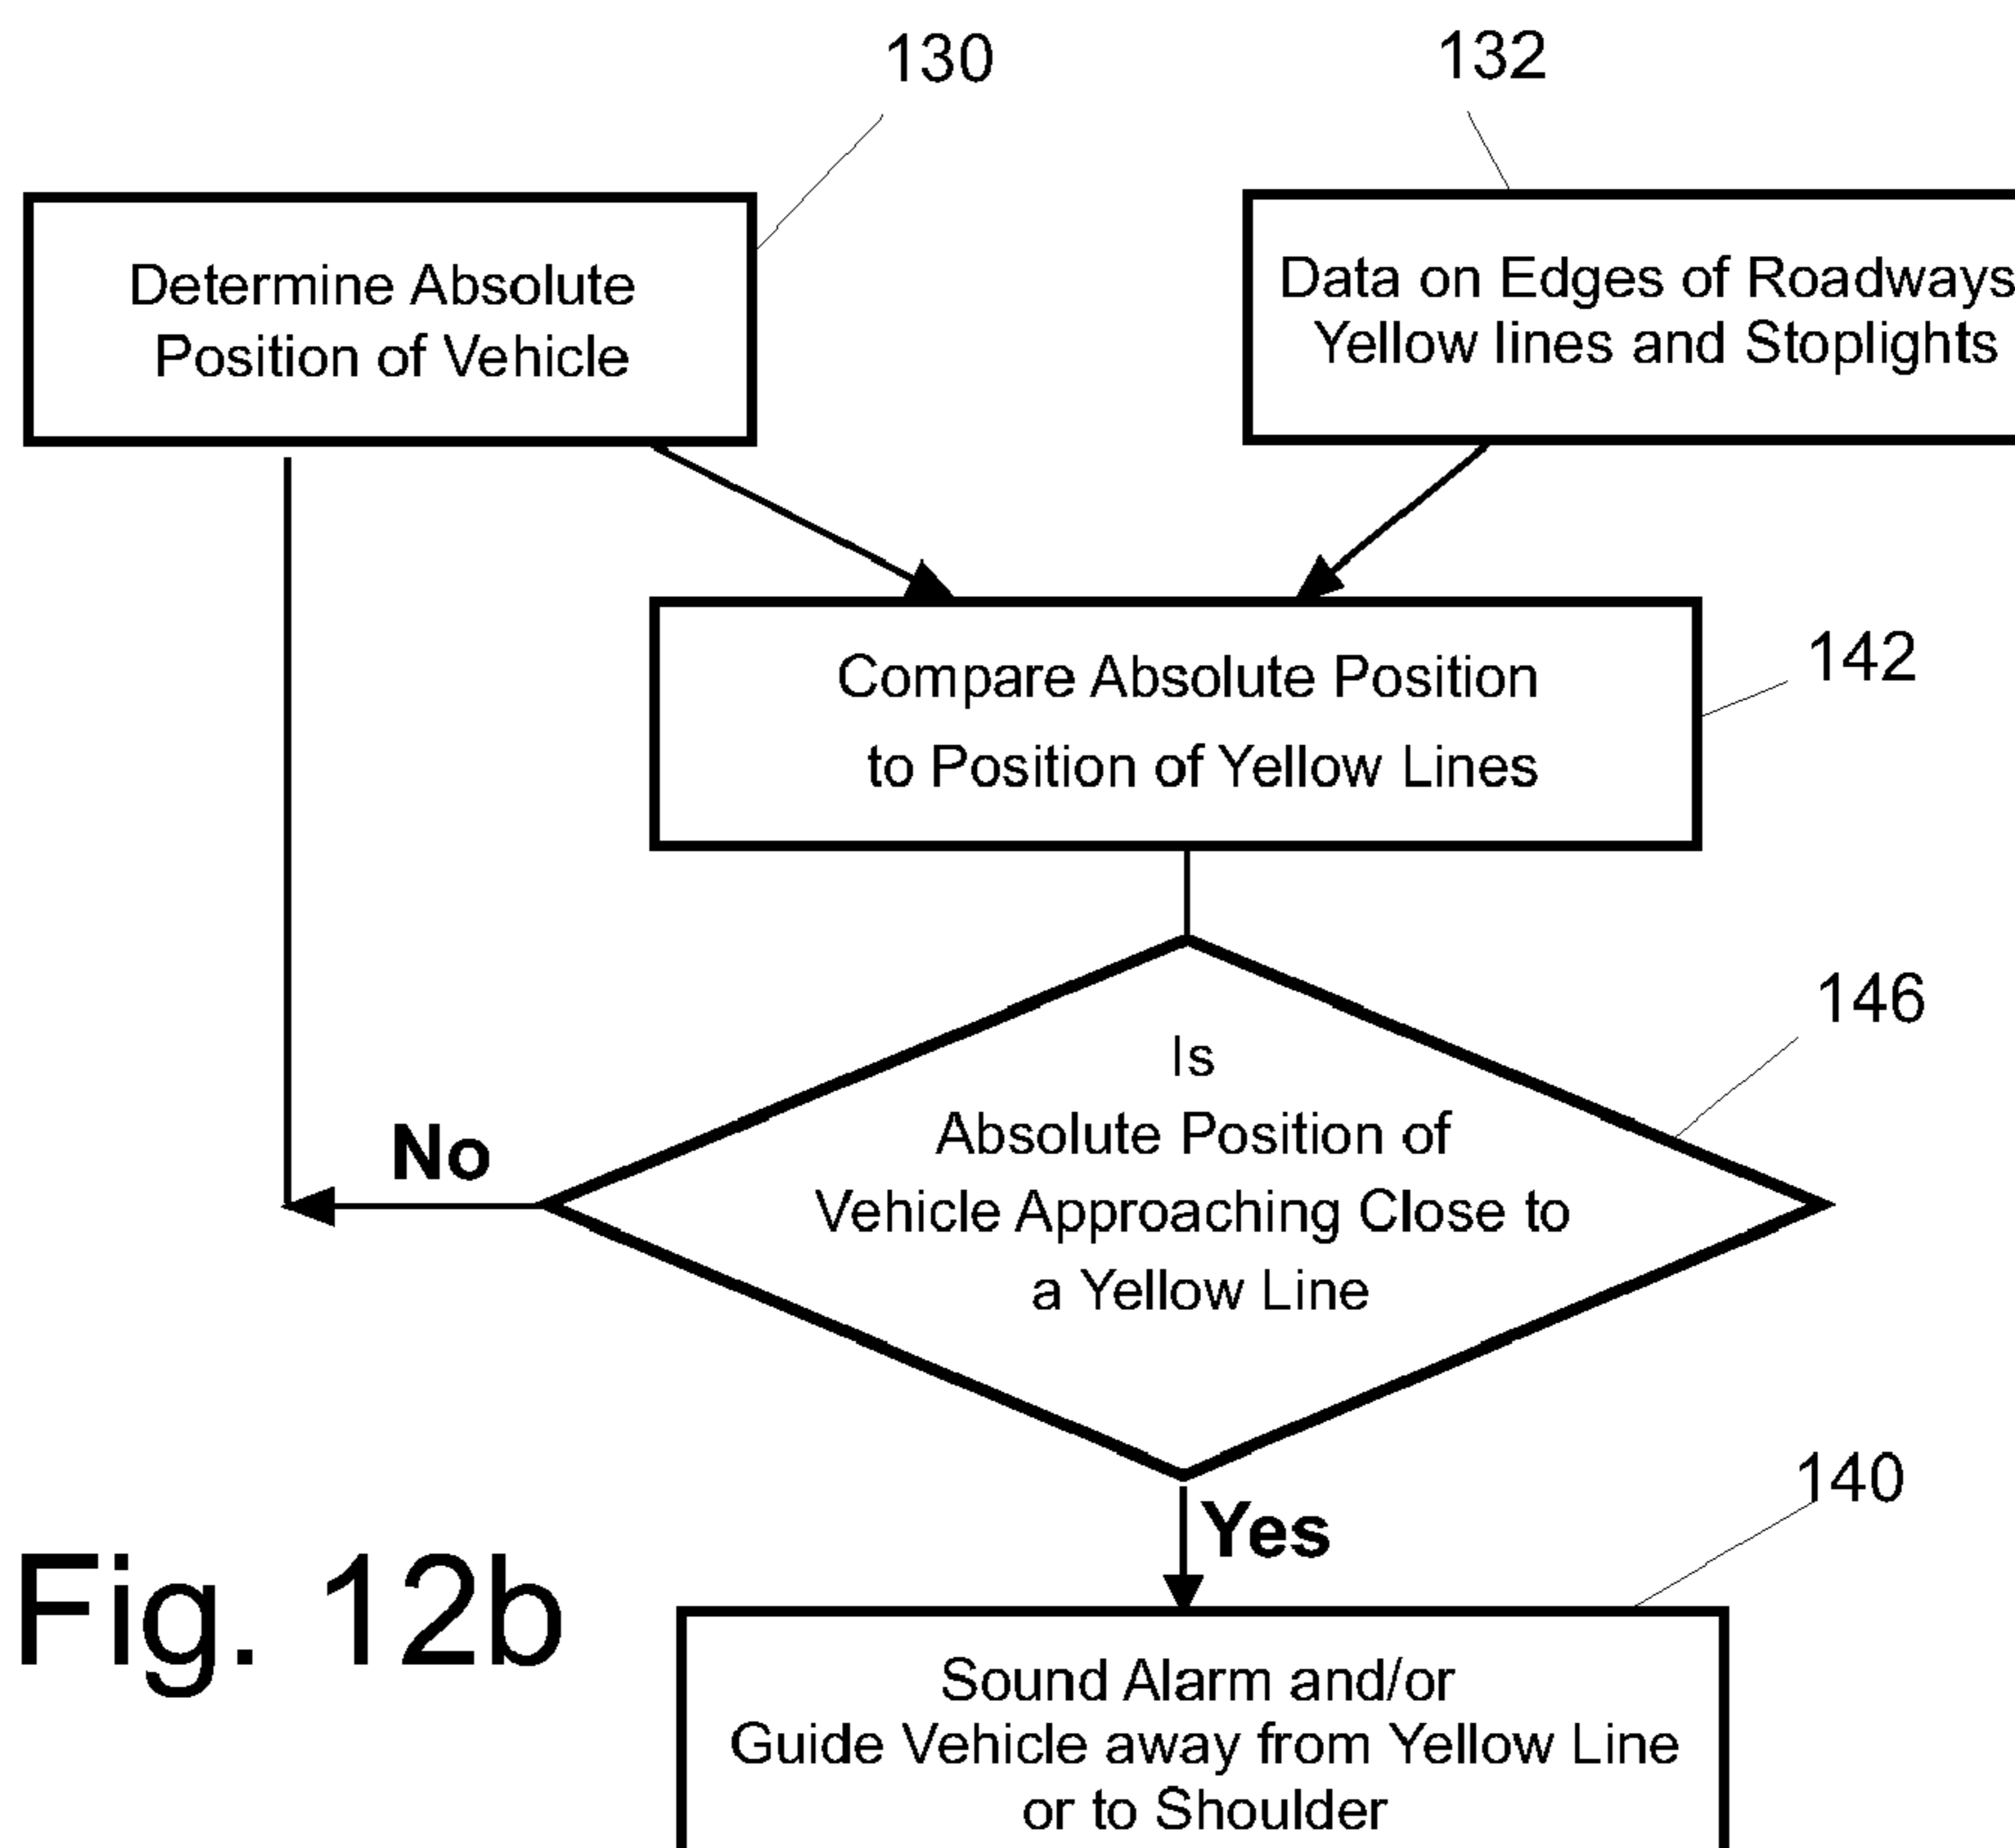 130
132
Determine Absolute
Position of Vehicle
Data on Edges of Roadways
Yellow lines and Stoplights
Compare Absolute Position
to Position of Yellow Lines
142
Is
Absolute Position of
Vehicle Approaching Close to
a Yellow Line
146
No
Yes
140
Sound Alarm and/or
Guide Vehicle away from Yellow Line
or to Shoulder
Fig. 12b